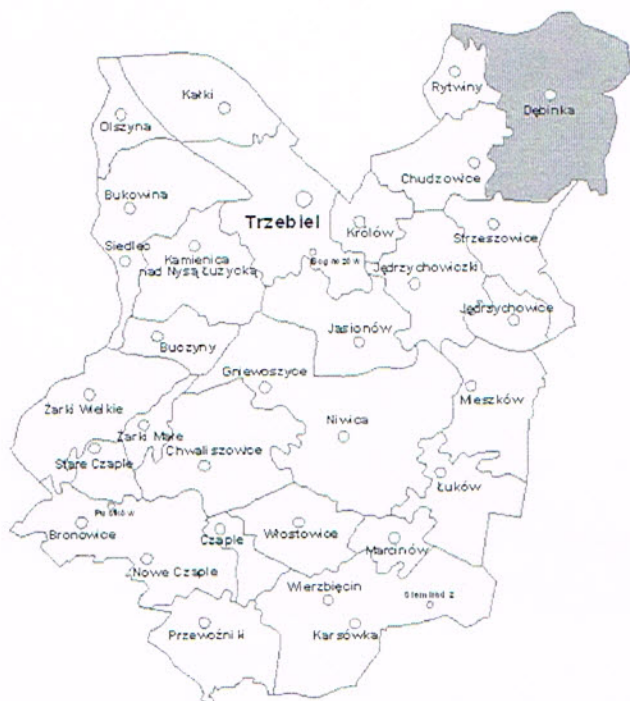 Rytwiny
Dębinka
Kałki
Olszyna
Chudzowice
Bukowina
Trzebiel
Królów
Strzeszowice
Siedlec
Kamienica
nad Nysą Łużycką
Jędrzychowiczki
Jędrzychowice
Jasionów
Buczyny
Gniewoszyce
Mieszków
Żarki Wielkie
Żarki Małe
Niwica
Stare Czaple
Chwaliszowice
Łuków
Bronowice
Czaple
Włostowice
Marcinów
Nowe Czaple
Wierzbięcin
Przewoźniki
Karsówka